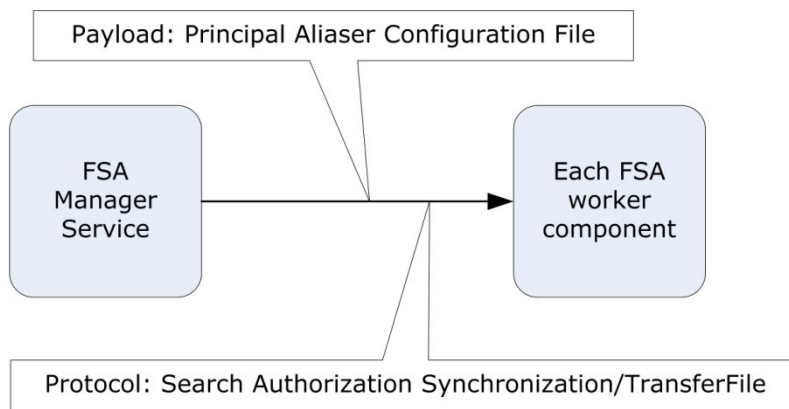 Payload: Principal Aliaser Configuration File
FSA
Manager
Service
Each FSA
worker
component
Protocol: Search Authorization Synchronization/TransferFile